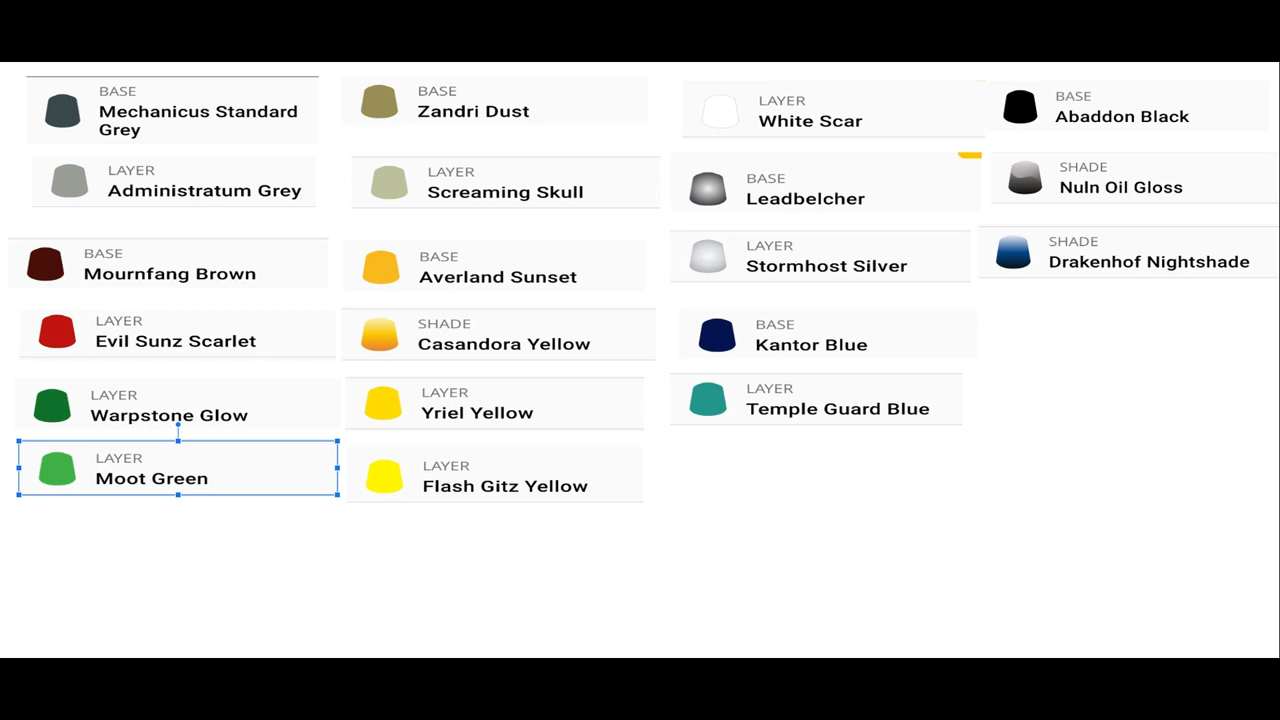 BASE
Mechanicus Standard
Grey
LAYER
Administratum Grey
BASE
Mournfang Brown
LAYER
Evil Sunz Scarlet
LAYER
Warpstone Glow
LAYER
Moot Green
BASE
Zandri Dust
LAYER
Screaming Skull
BASE
Averland Sunset
SHADE
Casandora Yellow
LAYER
Yriel Yellow
LAYER
Flash Gitz Yellow
LAYER
White Scar
BASE
Leadbelcher
LAYER
Stormhost Silver
BASE
Kantor Blue
LAYER
Temple Guard Blue
BASE
Abaddon Black
SHADE
Nuln Oil Gloss
SHADE
Drakenhof Nightshade